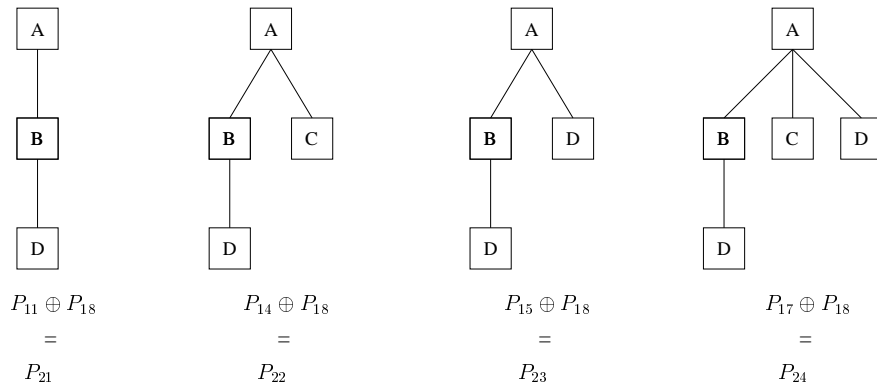 A A A A
B B C B D B C D
D D D D
P₁₁ ⊕ P₁₈ P₁₄ ⊕ P₁₈ P₁₅ ⊕ P₁₈ P₁₇ ⊕ P₁₈
= = = =
P₂₁ P₂₂ P₂₃ P₂₄